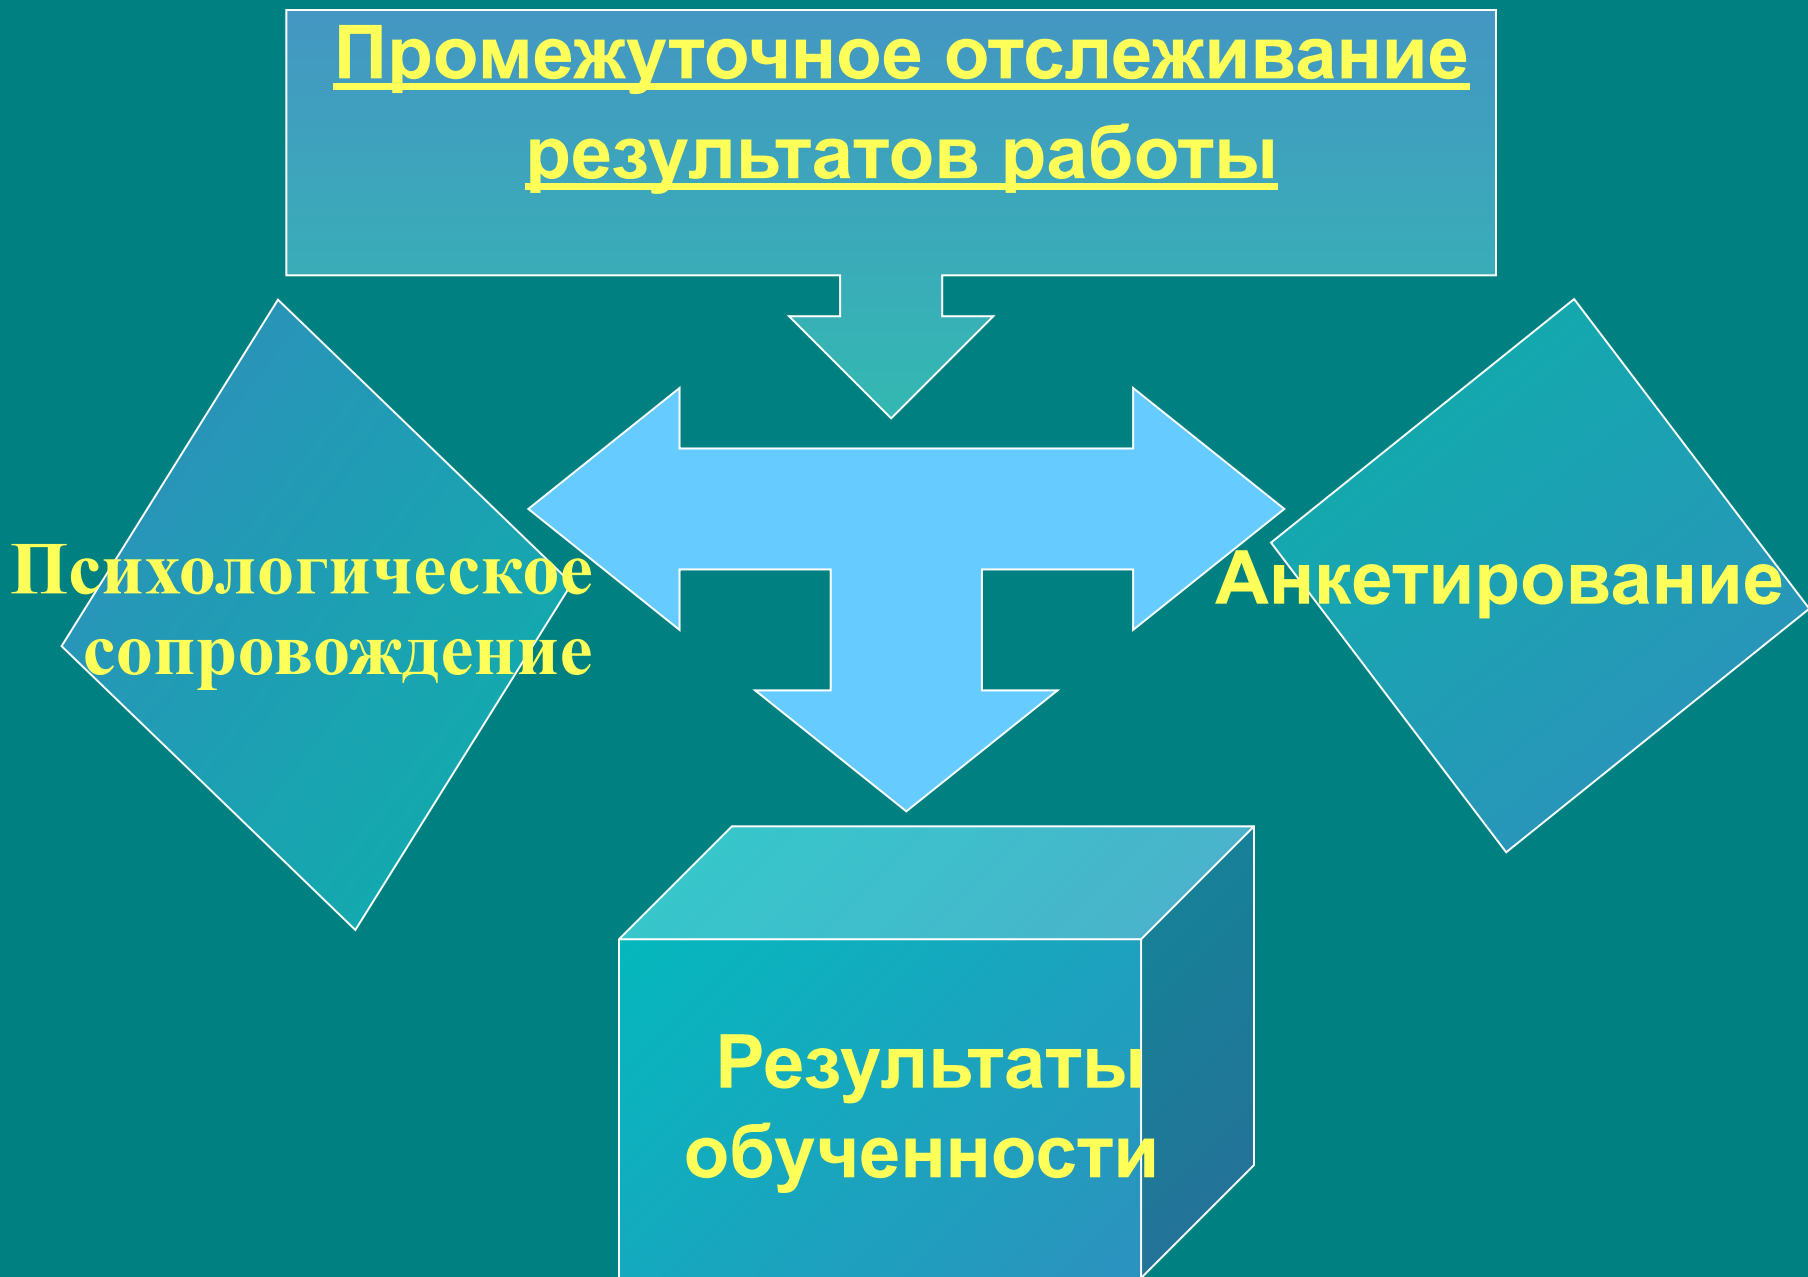 Промежуточное отслеживание
результатов работы
Психологическое
сопровождение
Анкетирование
Результаты
обученности